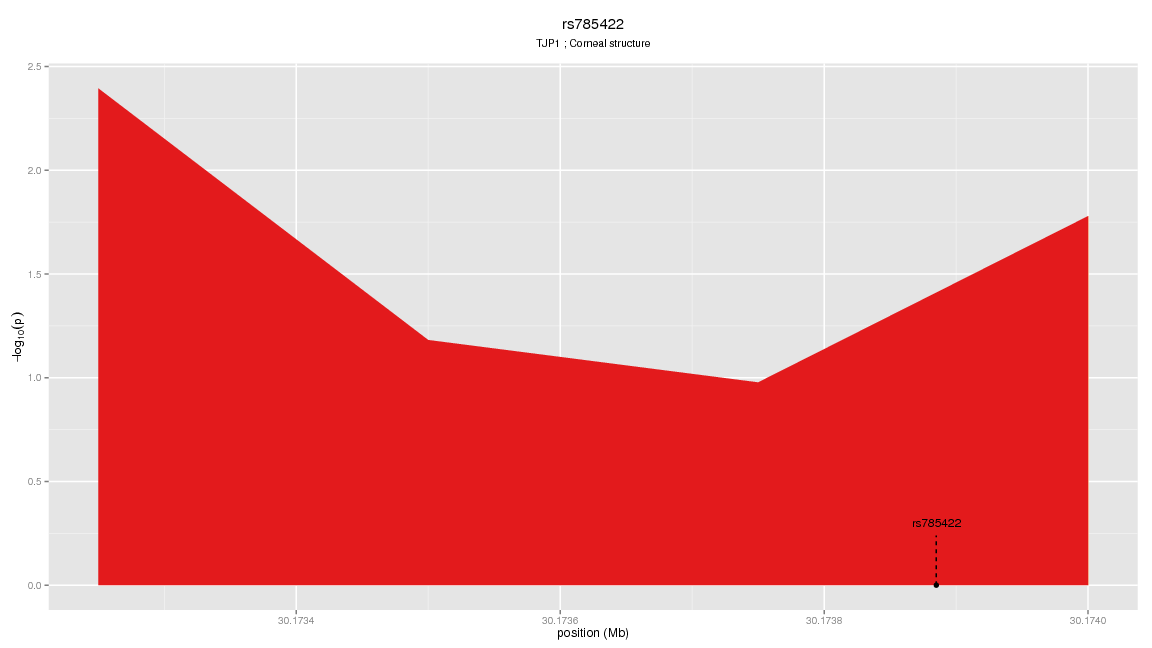 rs785422
TJP1 ; Corneal structure
2.5
2.0
1.5
1.0
0.5
0.0
−log10(p)
rs785422
30.1734
30.1736
30.1738
30.1740
position (Mb)